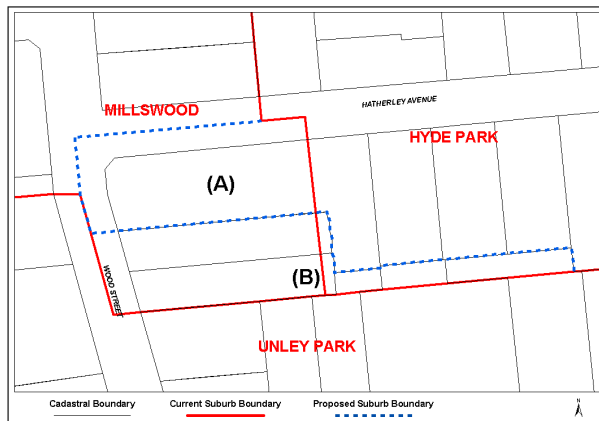 HATHERLEY AVENUE
MILLSWOOD
HYDE PARK
(A)
(B)
WOOD STREET
UNLEY PARK
Cadastral Boundary Current Suburb Boundary Proposed Suburb Boundary
N